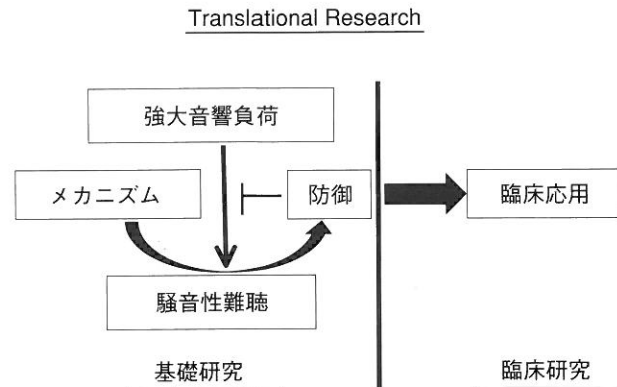 Translational Research
強大音響負荷
メカニズム
防御
臨床応用
騒音性難聴
基礎研究
臨床研究